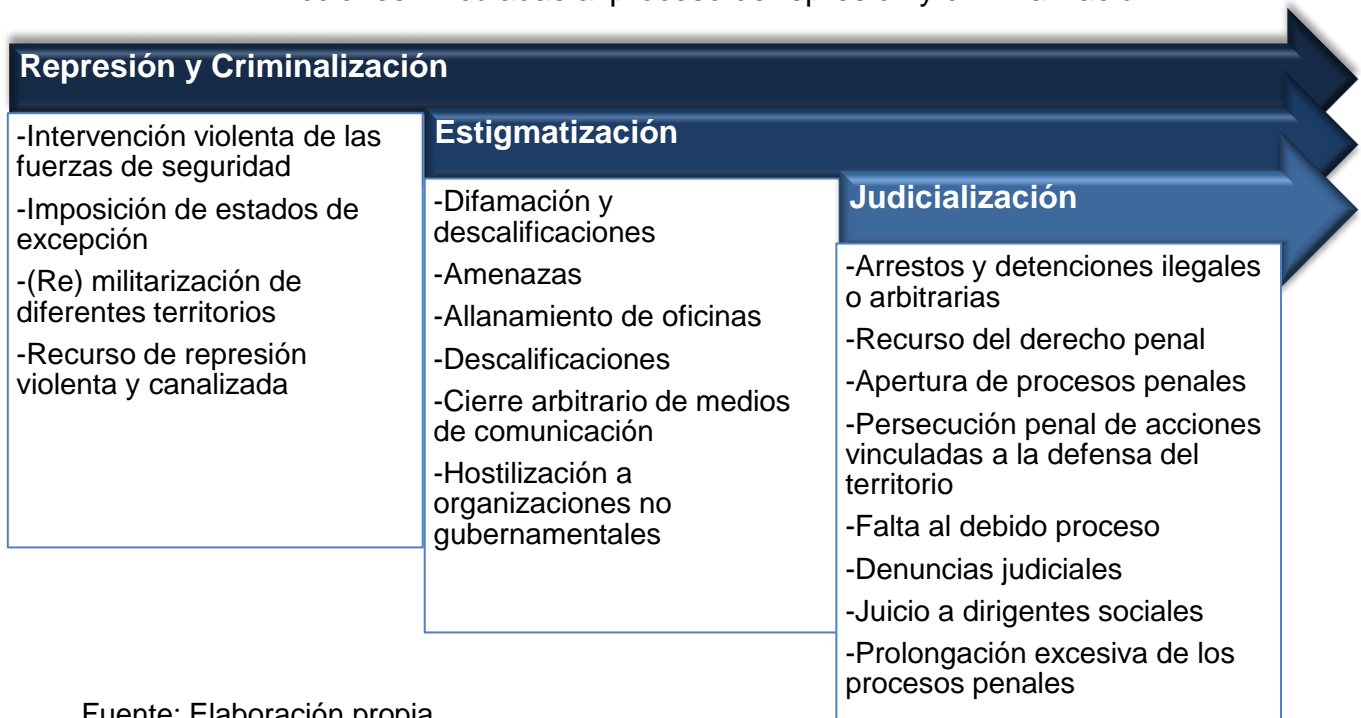 Represión y Criminalización
-Intervención violenta de las
fuerzas de seguridad
-Imposición de estados de
excepción
-(Re) militarización de
diferentes territorios
-Recurso de represión
violenta y canalizada
Estigmatización
-Difamación y
descalificaciones
-Amenazas
-Allanamiento de oficinas
-Descalificaciones
-Cierre arbitrario de medios
de comunicación
-Hostilización a
organizaciones no
gubernamentales
Judicialización
-Arrestos y detenciones ilegales
o arbitrarias
-Recurso del derecho penal
-Apertura de procesos penales
-Persecución penal de acciones
vinculadas a la defensa del
territorio
-Falta al debido proceso
-Denuncias judiciales
-Juicio a dirigentes sociales
-Prolongación excesiva de los
procesos penales
Fuente: Elaboración propia